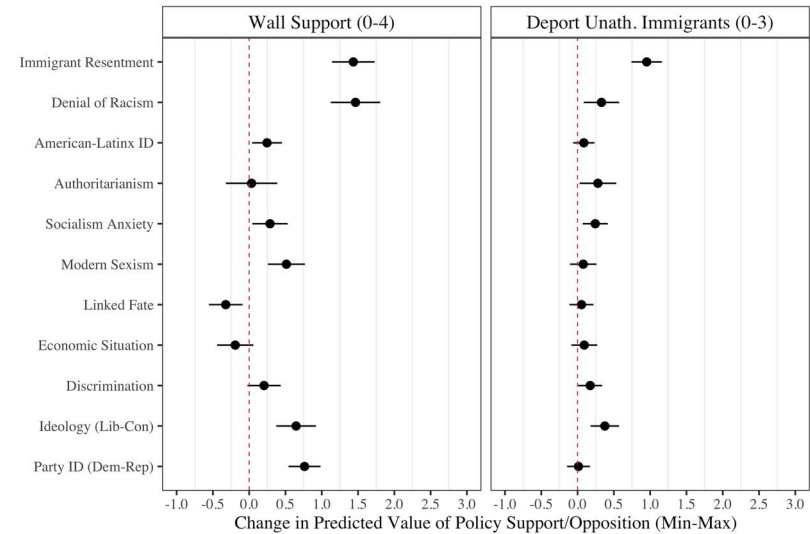 Wall Support (0-4)
Deport Unath. Immigrants (0-3)
Immigrant Resentment
Denial of Racism
American-Latinx ID
Authoritarianism
Socialism Anxiety
Modern Sexism
Linked Fate
Economic Situation
Discrimination
Ideology (Lib-Con)
Party ID (Dem-Rep)
-1.0 -0.5 0.0 0.5 1.0 1.5 2.0 2.5 3.0
-1.0 -0.5 0.0 0.5 1.0 1.5 2.0 2.5 3.0
Change in Predicted Value of Policy Support/Opposition (Min-Max)